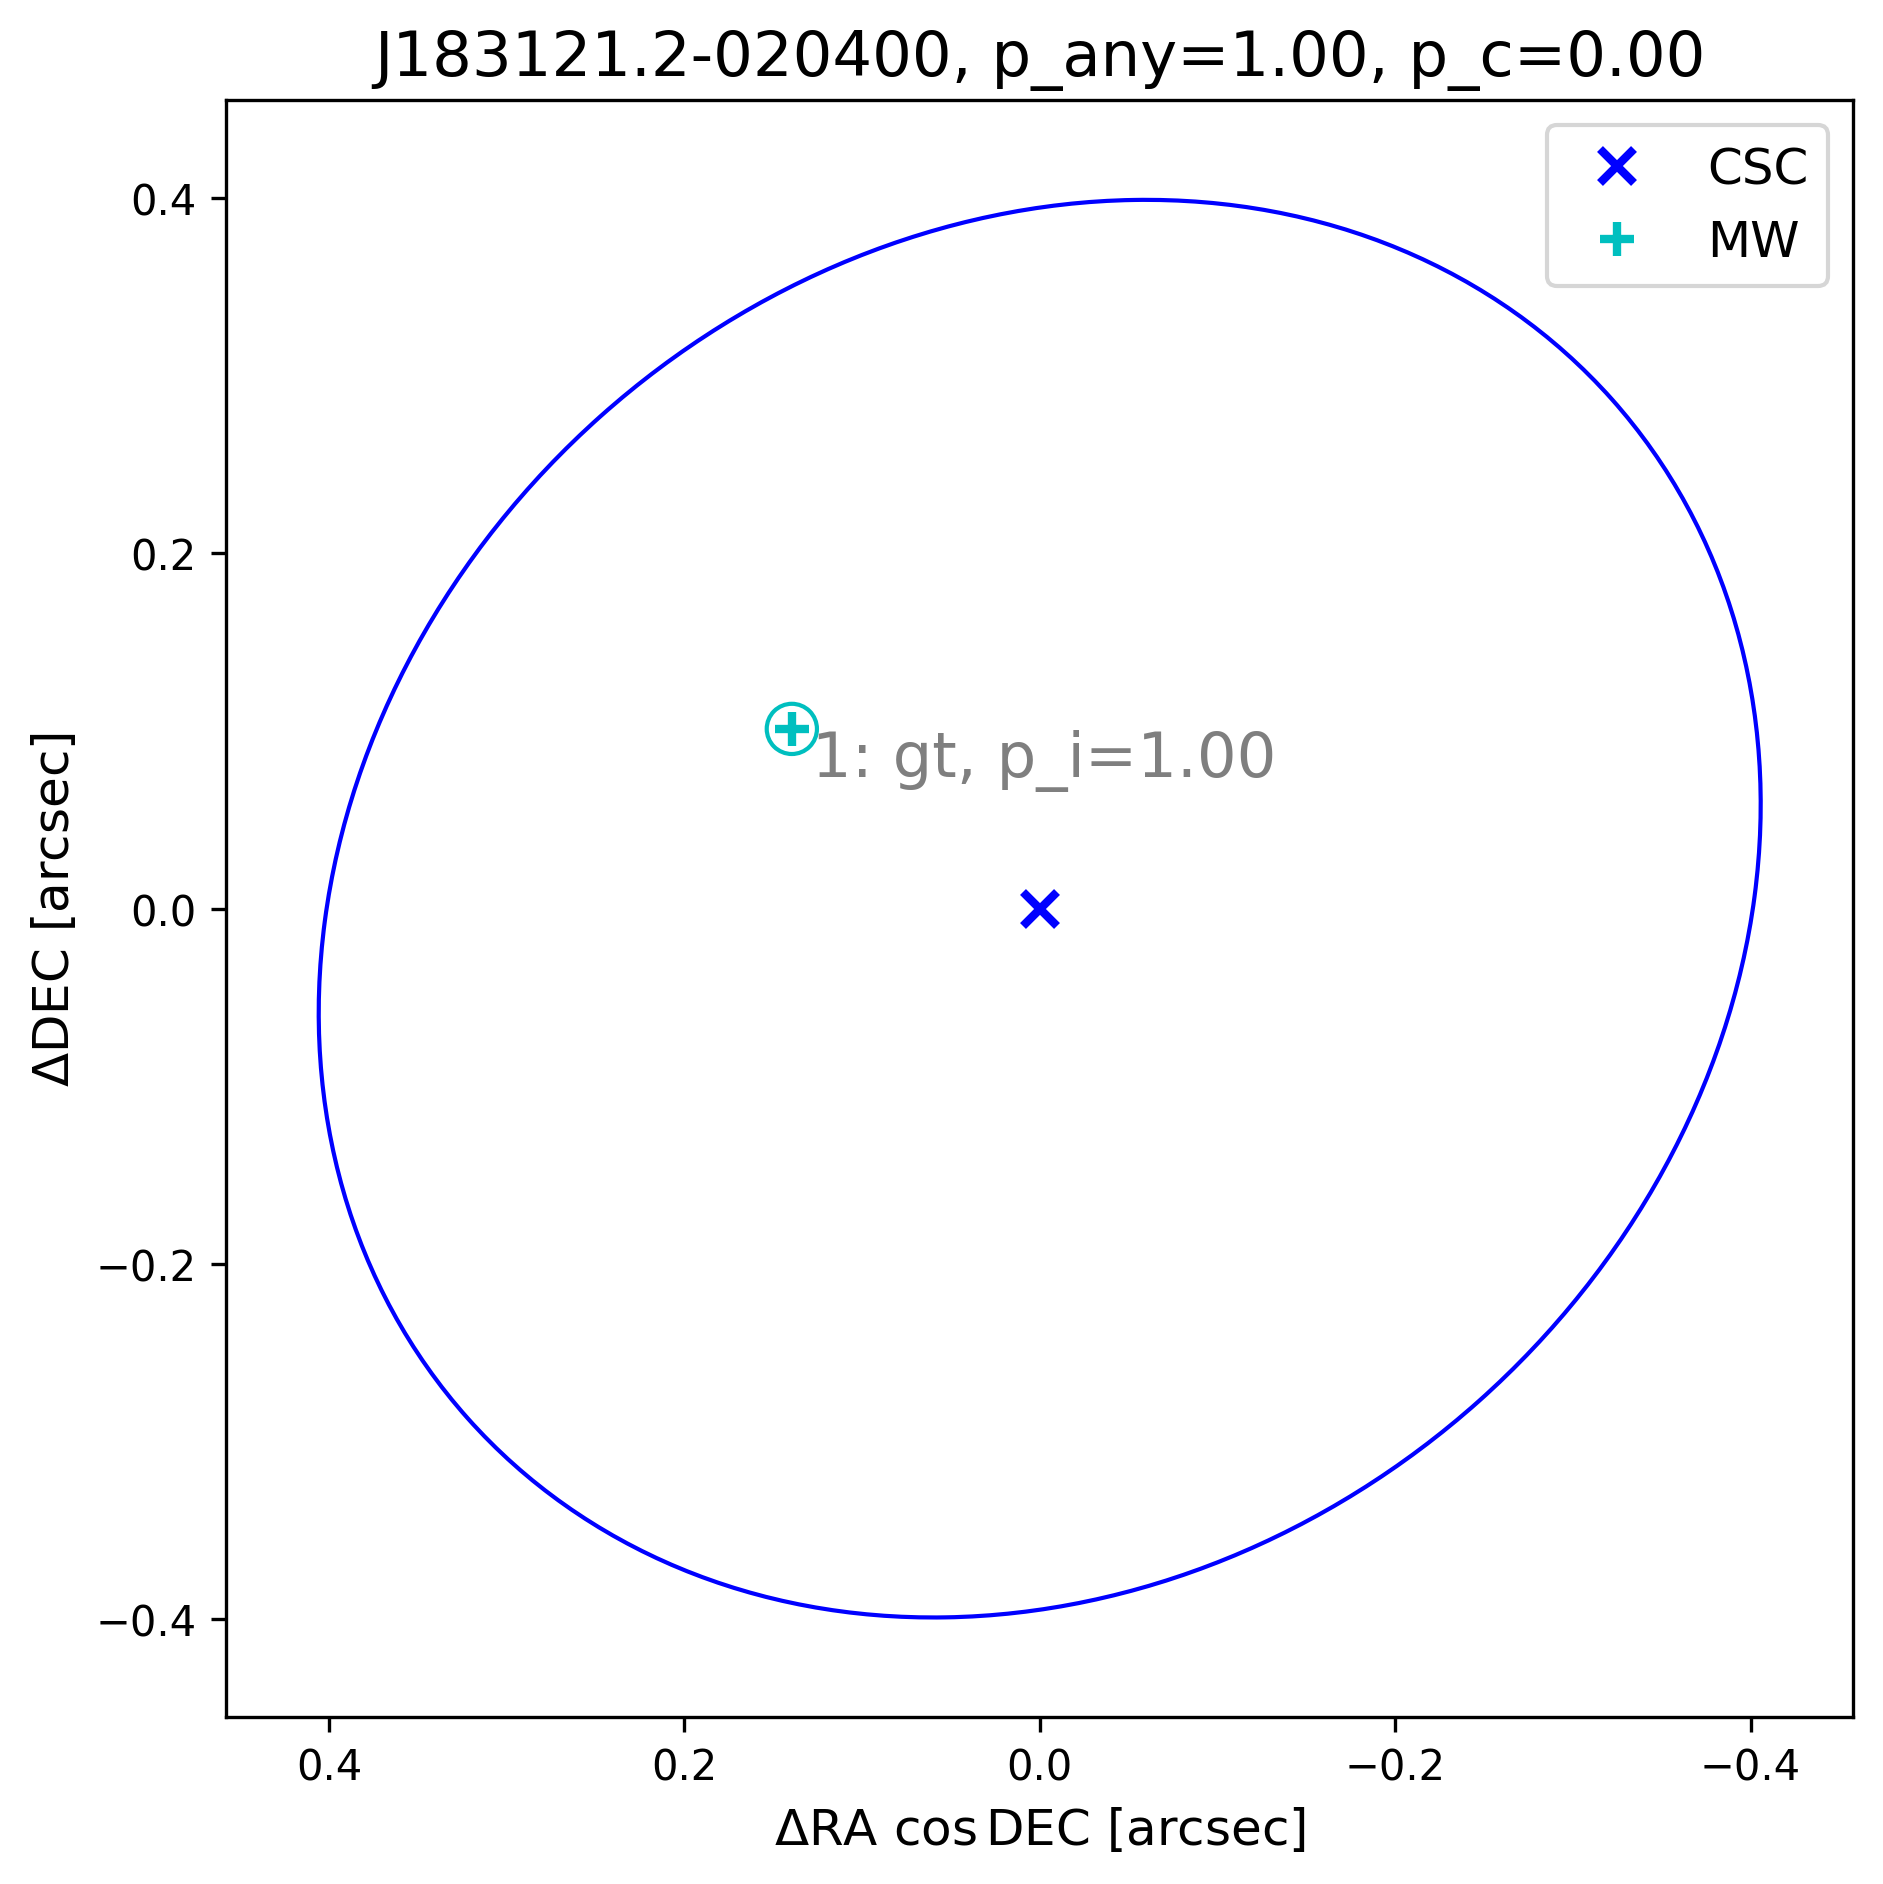 J183121.2-020400, p_any=1.00, p_c=0.00
CSC
MW
0.4
0.2
0.0
−0.2
−0.4
ΔDEC [arcsec]
1: gt, p_i=1.00
0.4
0.2
0.0
−0.2
−0.4
ΔRA cos DEC [arcsec]